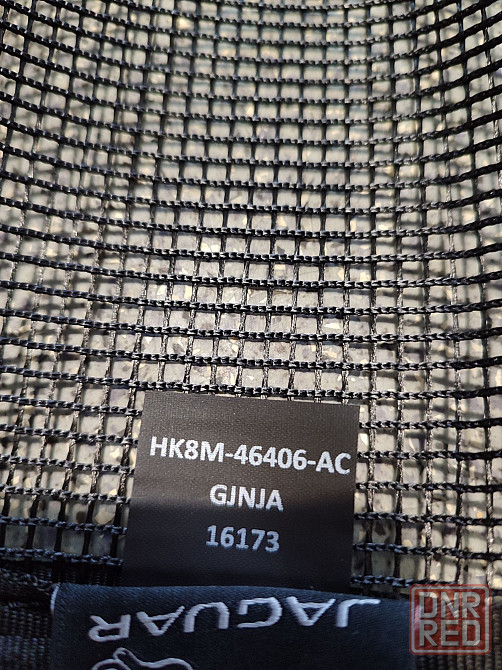 HK8M-46406-AC
GJNJA
16173
JAGUAR
DNR
RED